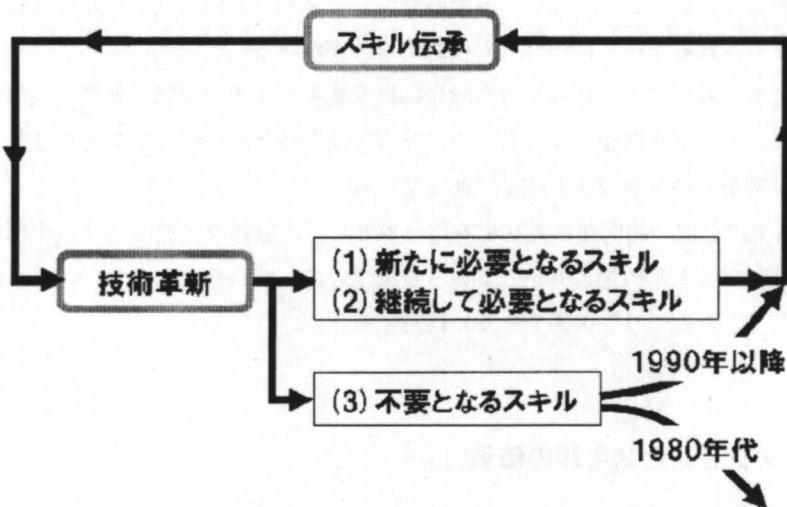 スキル伝承
技術革新
(1) 新たに必要となるスキル
(2) 継続して必要となるスキル
1990年以降
(3) 不要となるスキル
1980年代